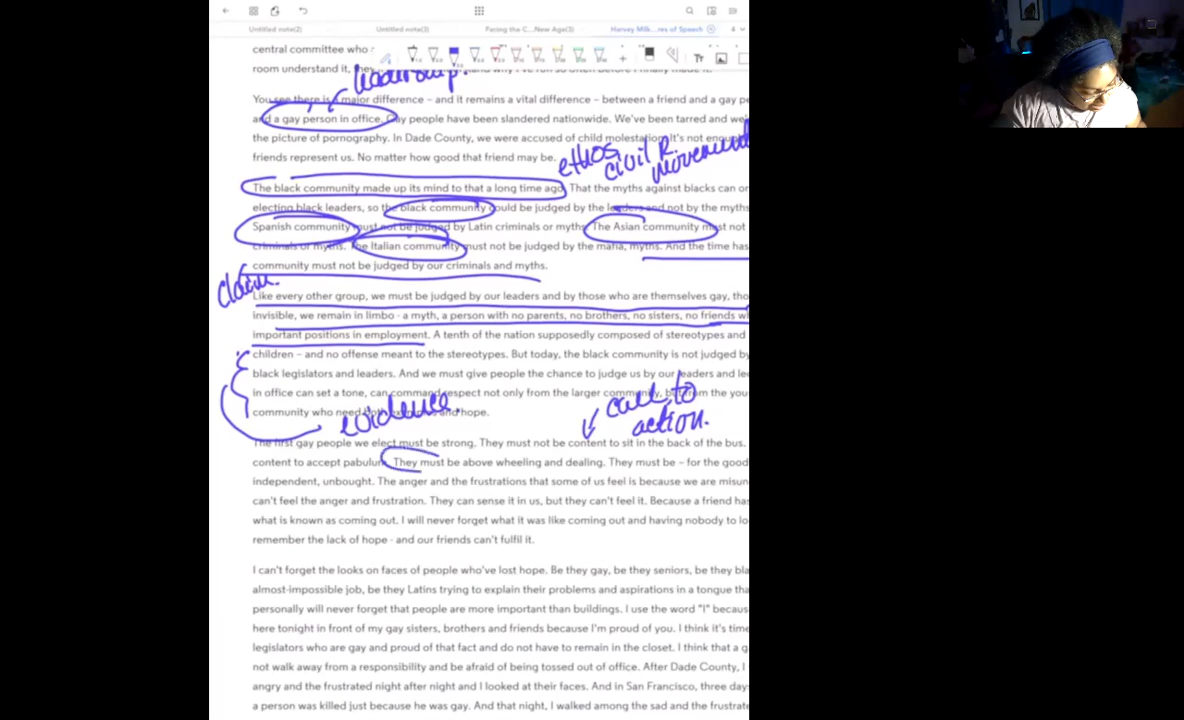 Untitled note(2) Untitled note(3) Facing the C...New Age(3) Harvey Milk...res of Speech
central committee who
room understand it, they
leadership.
You see there is a major difference – and it remains a vital difference – between a friend and a gay pe
and a gay person in office. Gay people have been slandered nationwide. We've been tarred and we'
the picture of pornography. In Dade County, we were accused of child molestation. It's not enough
friends represent us. No matter how good that friend may be.
ethos civil R. movement
The black community made up its mind to that a long time ago. That the myths against blacks can on
electing black leaders, so the black community could be judged by the leaders and not by the myths
Spanish community must not be judged by Latin criminals or myths. The Asian community must not
criminals or myths. The Italian community must not be judged by the mafia, myths. And the time has
community must not be judged by our criminals and myths.
claim.
Like every other group, we must be judged by our leaders and by those who are themselves gay, tho
invisible, we remain in limbo - a myth, a person with no parents, no brothers, no sisters, no friends w
important positions in employment. A tenth of the nation supposedly composed of stereotypes and
children – and no offense meant to the stereotypes. But today, the black community is not judged by
black legislators and leaders. And we must give people the chance to judge us by our leaders and le
in office can set a tone, can command respect not only from the larger community, but from the you
community who need both examples and hope.
evidence.
call to action.
The first gay people we elect must be strong. They must not be content to sit in the back of the bus.
content to accept pabulum. They must be above wheeling and dealing. They must be – for the good
independent, unbought. The anger and the frustrations that some of us feel is because we are misun
can't feel the anger and frustration. They can sense it in us, but they can't feel it. Because a friend has
what is known as coming out. I will never forget what it was like coming out and having nobody to lo
remember the lack of hope - and our friends can't fulfil it.
I can't forget the looks on faces of people who've lost hope. Be they gay, be they seniors, be they bla
almost-impossible job, be they Latins trying to explain their problems and aspirations in a tongue tha
personally will never forget that people are more important than buildings. I use the word "I" becaus
here tonight in front of my gay sisters, brothers and friends because I'm proud of you. I think it's time
legislators who are gay and proud of that fact and do not have to remain in the closet. I think that a g
not walk away from a responsibility and be afraid of being tossed out of office. After Dade County, I
angry and the frustrated night after night and I looked at their faces. And in San Francisco, three day
a person was killed just because he was gay. And that night, I walked among the sad and the frustrate